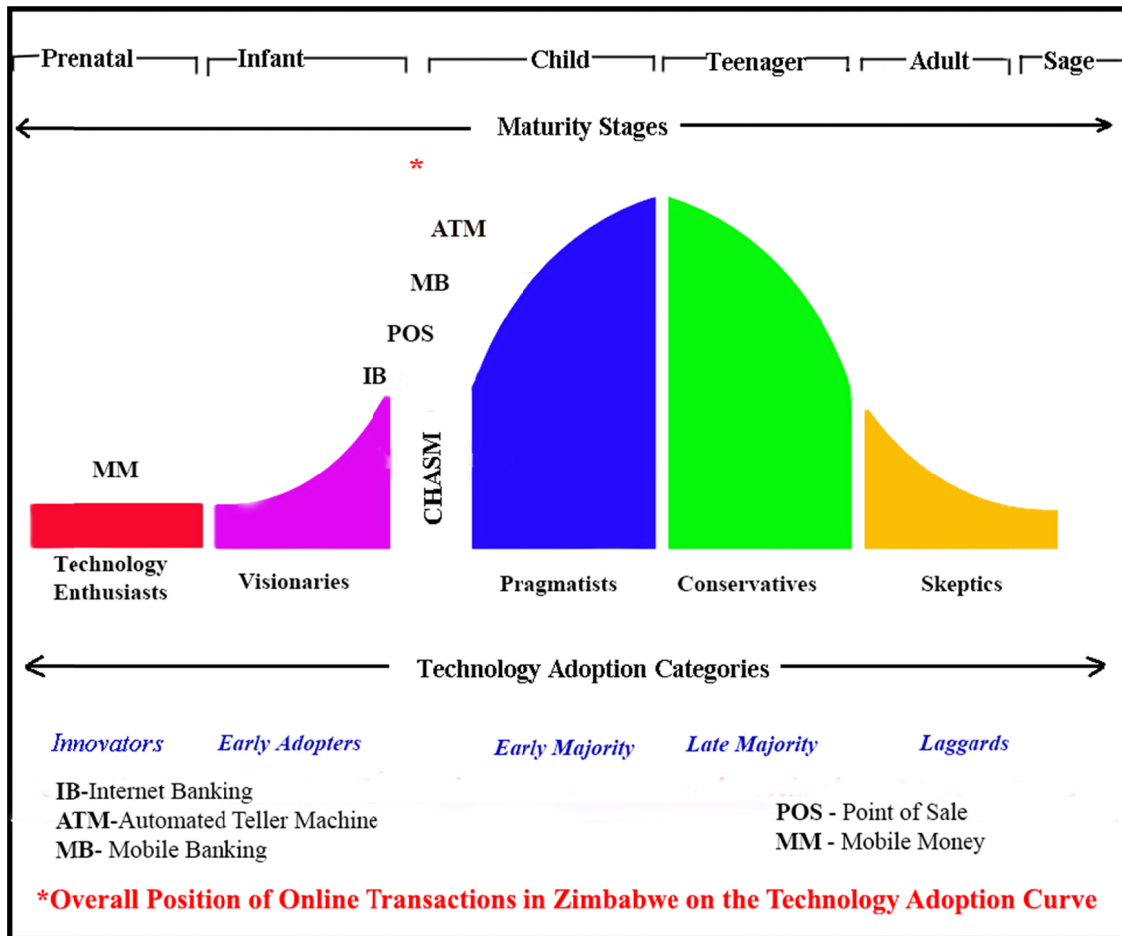 Prenatal Infant Child Teenager Adult Sage
Maturity Stages
*
ATM
MB
POS
IB
MM
CHASM
Technology
Enthusiasts
Visionaries
Pragmatists
Conservatives
Skeptics
Technology Adoption Categories
Innovators Early Adopters Early Majority Late Majority Laggards
IB-Internet Banking
ATM-Automated Teller Machine
MB- Mobile Banking
POS - Point of Sale
MM - Mobile Money
*Overall Position of Online Transactions in Zimbabwe on the Technology Adoption Curve